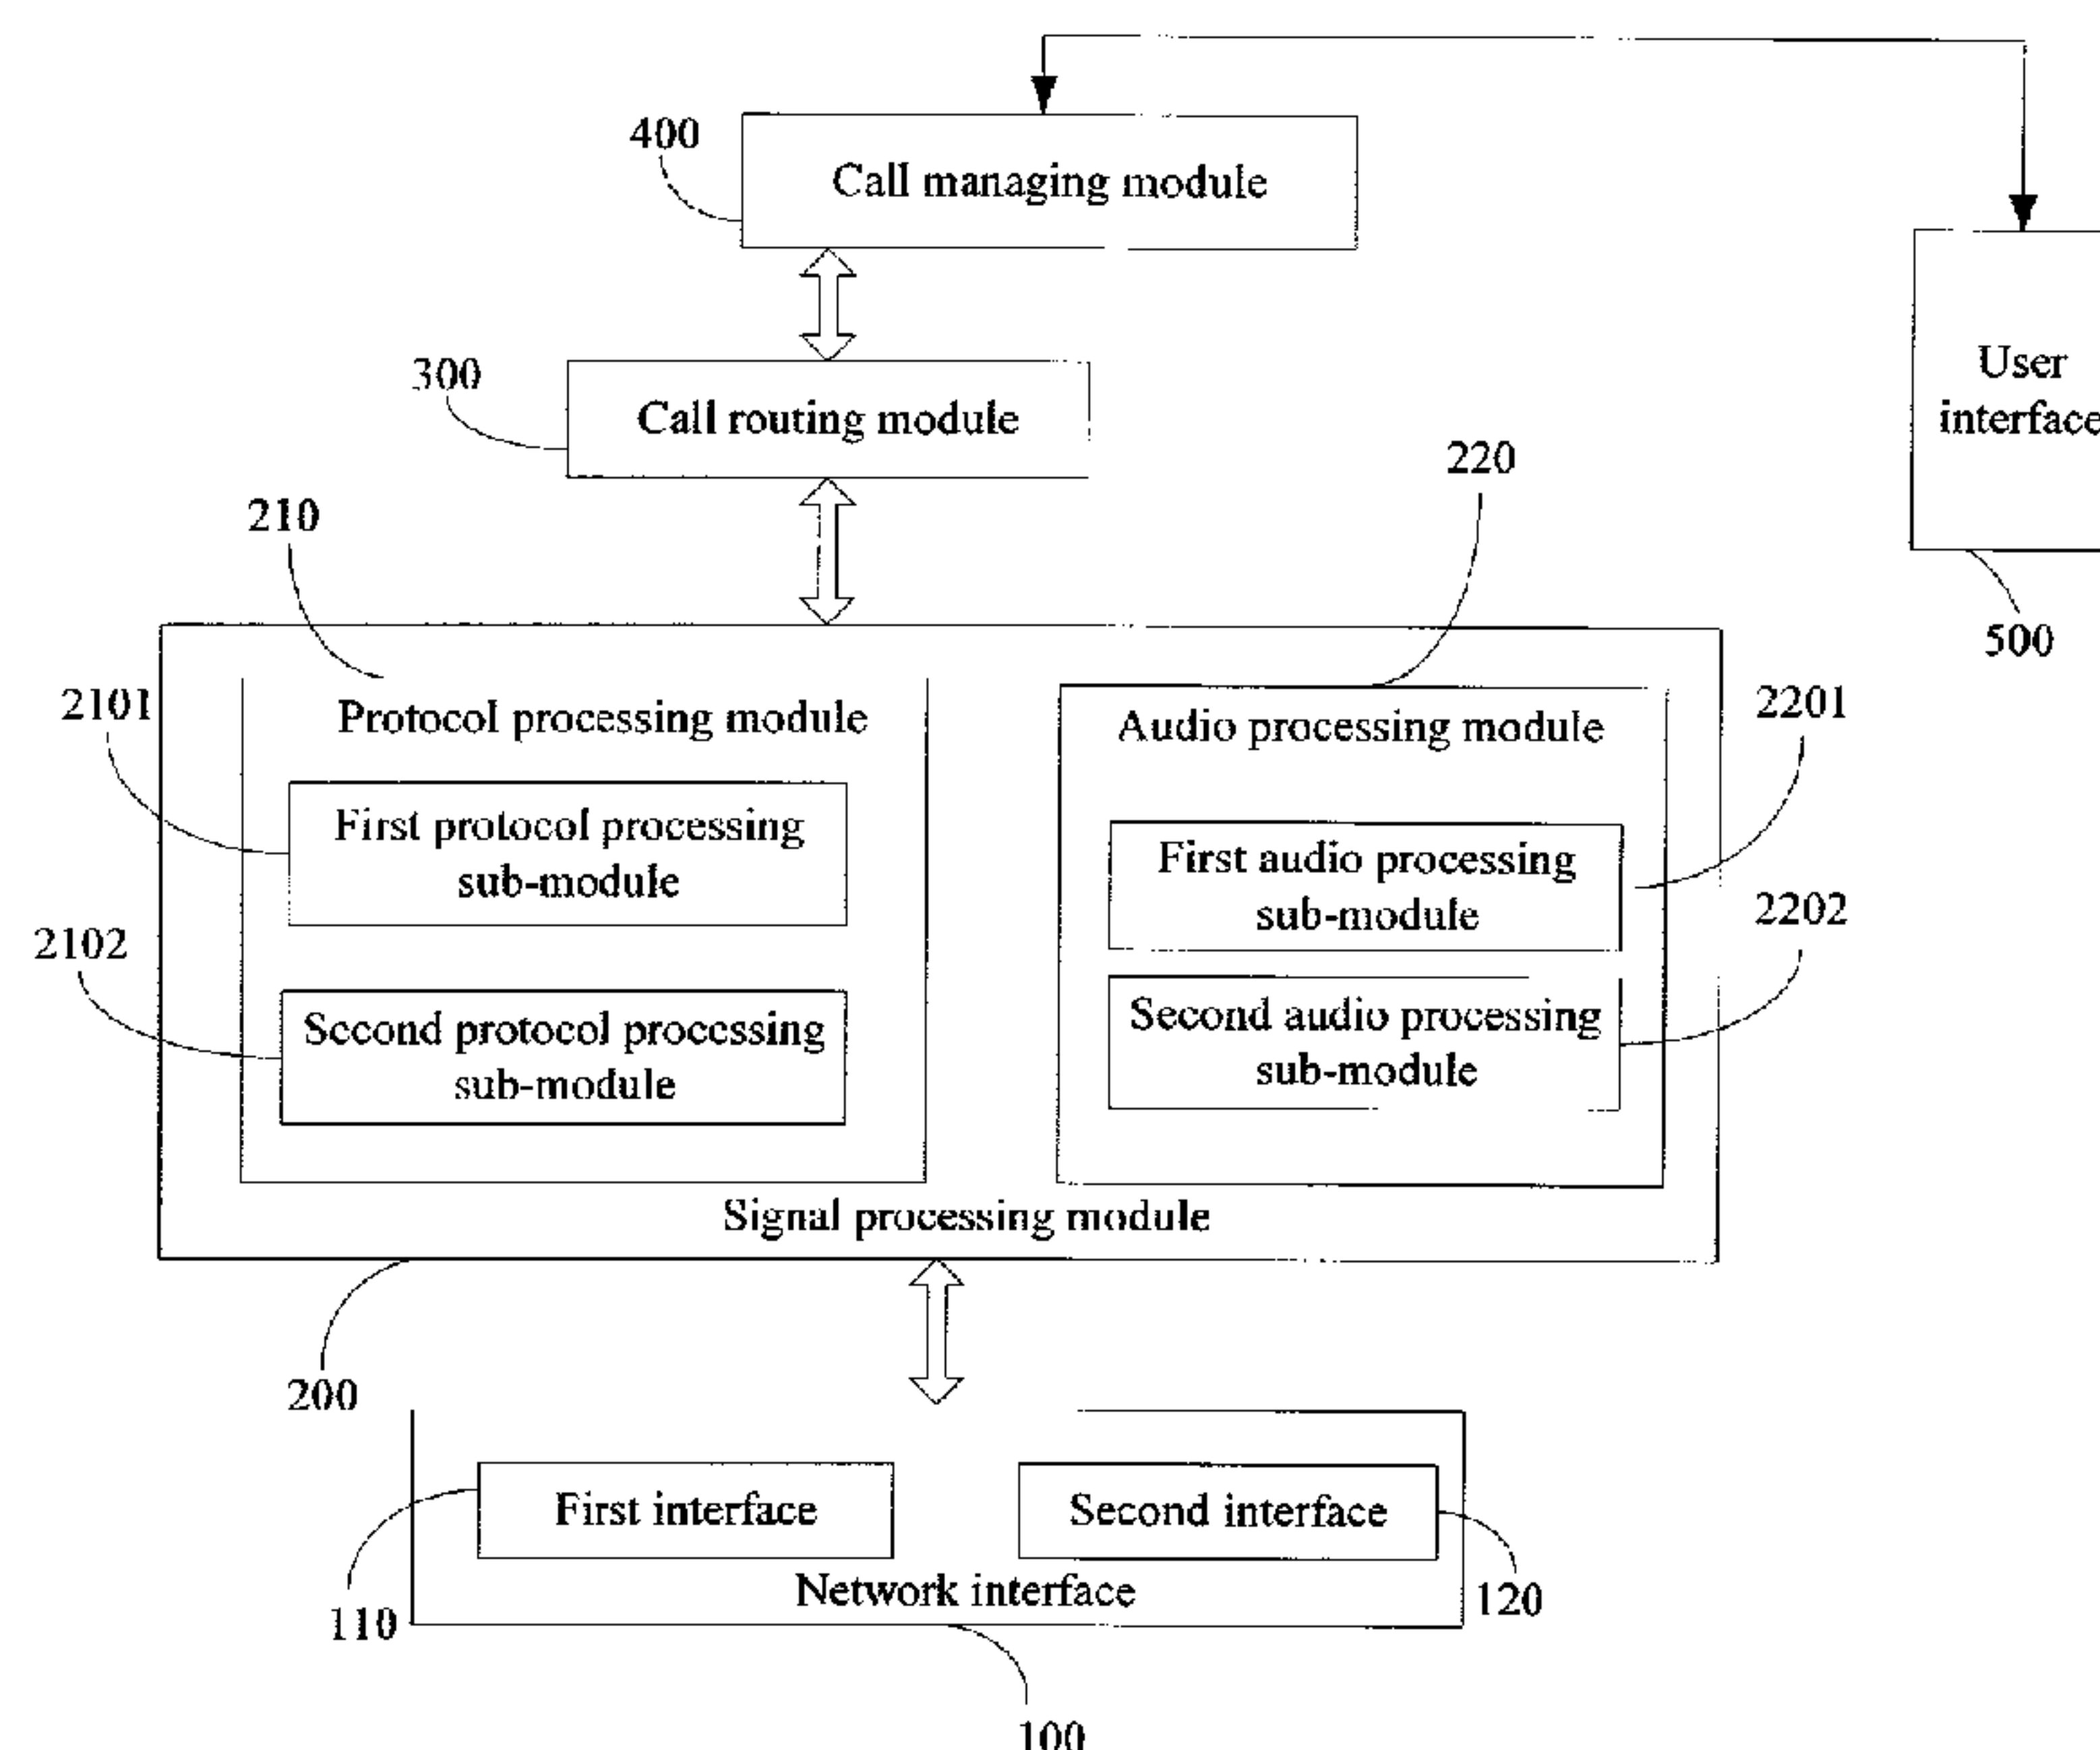 400
Call managing module
300
Call routing module
User
interface
500
210
220
2101
Protocol processing module
First protocol processing
sub-module
2102
Second protocol processing
sub-module
Audio processing module
2201
First audio processing
sub-module
2202
Second audio processing
sub-module
Signal processing module
200
First interface
Second interface
Network interface
110
120
100